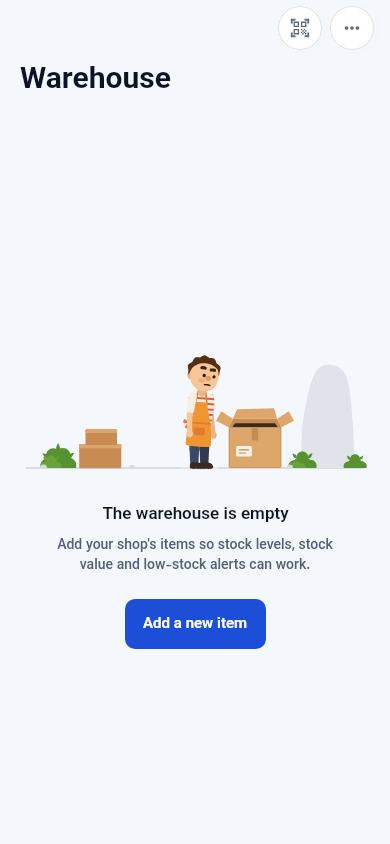 Warehouse
The warehouse is empty
Add your shop's items so stock levels, stock
value and low-stock alerts can work.
Add a new item